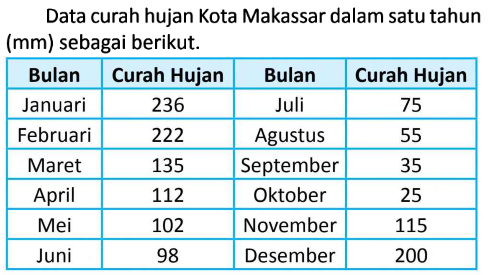 Data curah hujan Kota Makassar dalam satu tahun
(mm) sebagai berikut.
Bulan Curah Hujan Bulan Curah Hujan
Januari 236 Juli 75
Februari 222 Agustus 55
Maret 135 September 35
April 112 Oktober 25
Mei 102 November 115
Juni 98 Desember 200